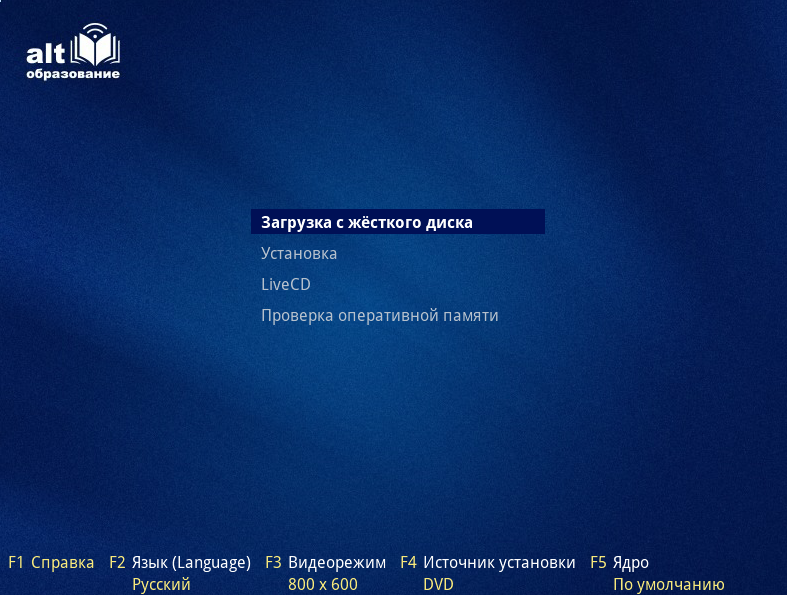 alt
образование
Загрузка с жёсткого диска
Установка
LiveCD
Проверка оперативной памяти
F1 Справка F2 Язык (Language) F3 Видеорежим F4 Источник установки F5 Ядро
Русский 800 x 600 DVD По умолчанию